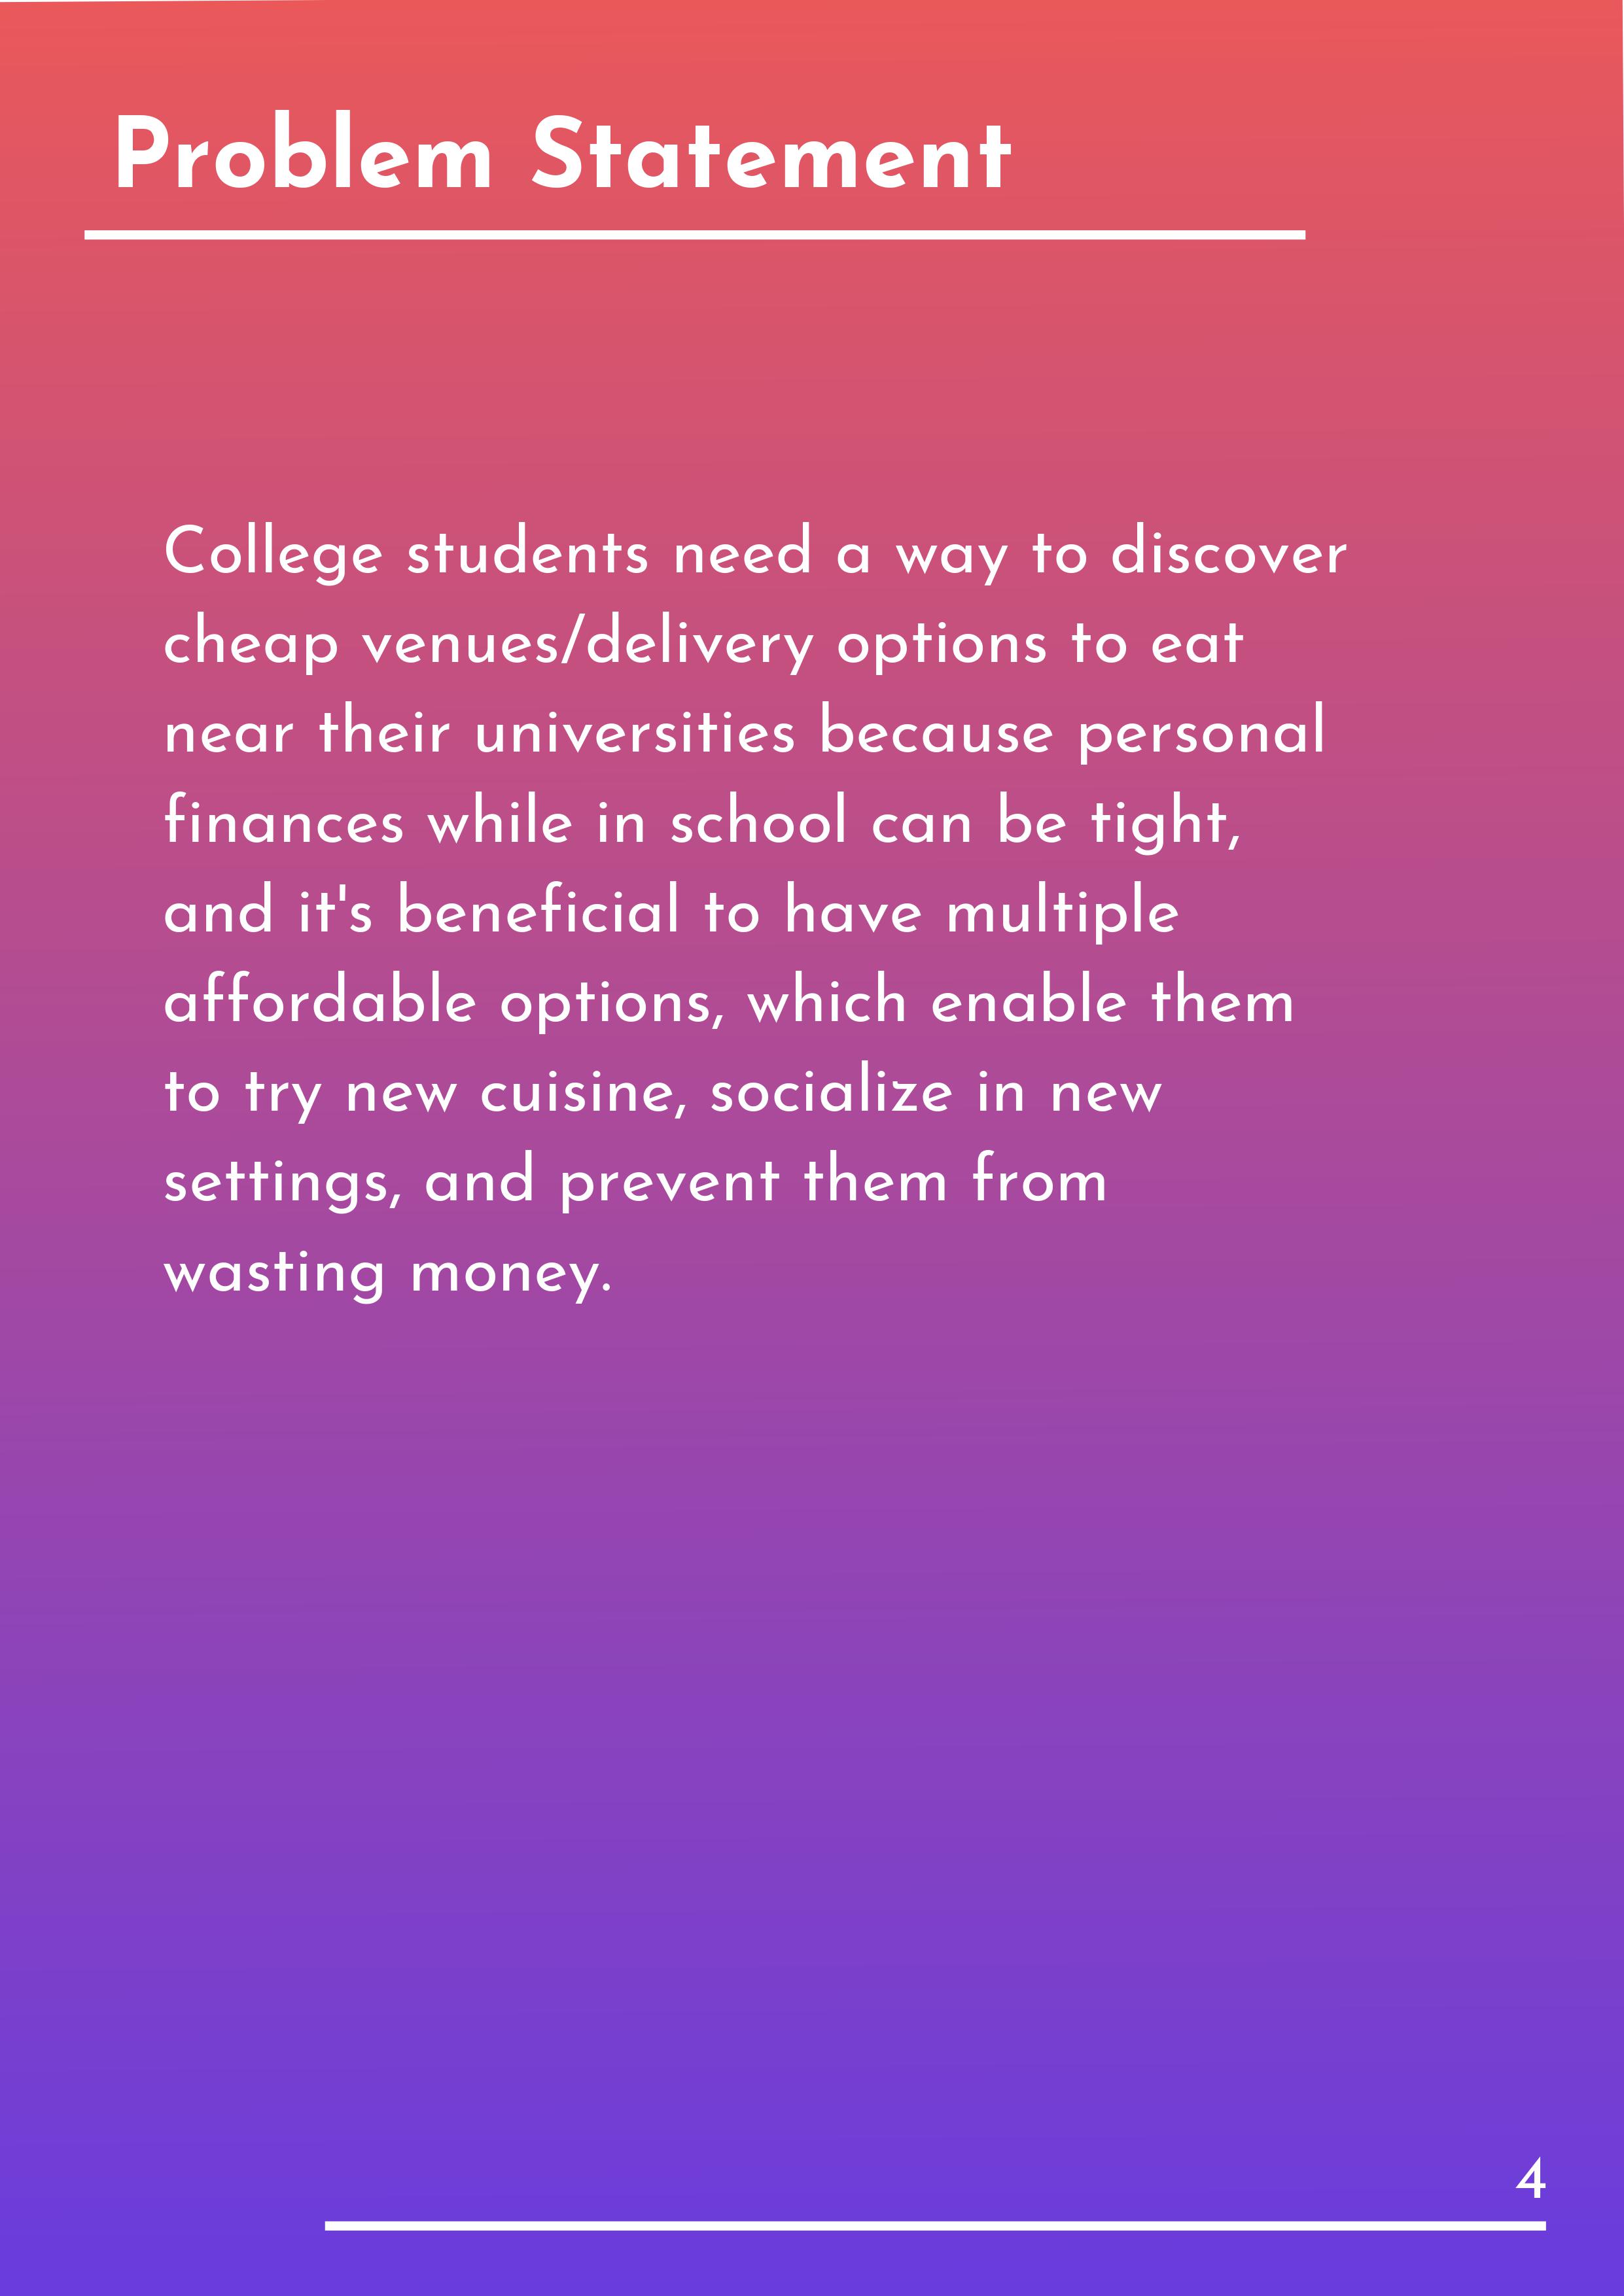 Problem Statement
College students need a way to discover
cheap venues/delivery options to eat
near their universities because personal
finances while in school can be tight,
and it's beneficial to have multiple
affordable options, which enable them
to try new cuisine, socialize in new
settings, and prevent them from
wasting money.
4